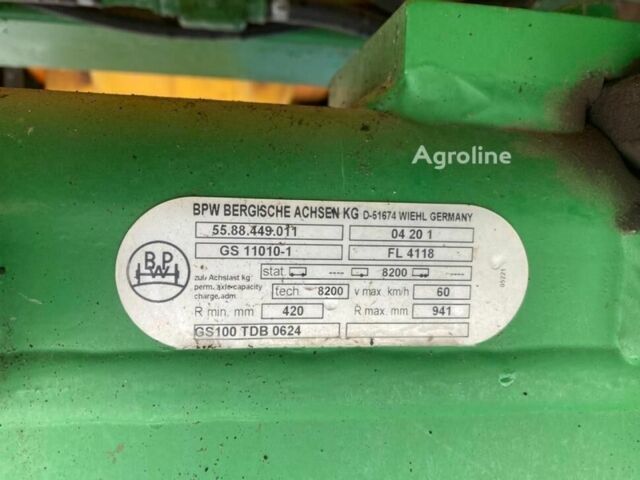 Agroline
BPW BERGISCHE ACHSEN KG D-51674 WIEHL GERMANY
55.88.449.011 04 20 1
GS 11010-1 FL 4118
BPW
stat. ---- ---- 8200 ----
zul. Achslast kg
perm. axle capacity
charge.adm.
tech. 8200 v max km/h 60
R min. mm 420 R max. mm 941
GS100 TDB 0624
05221